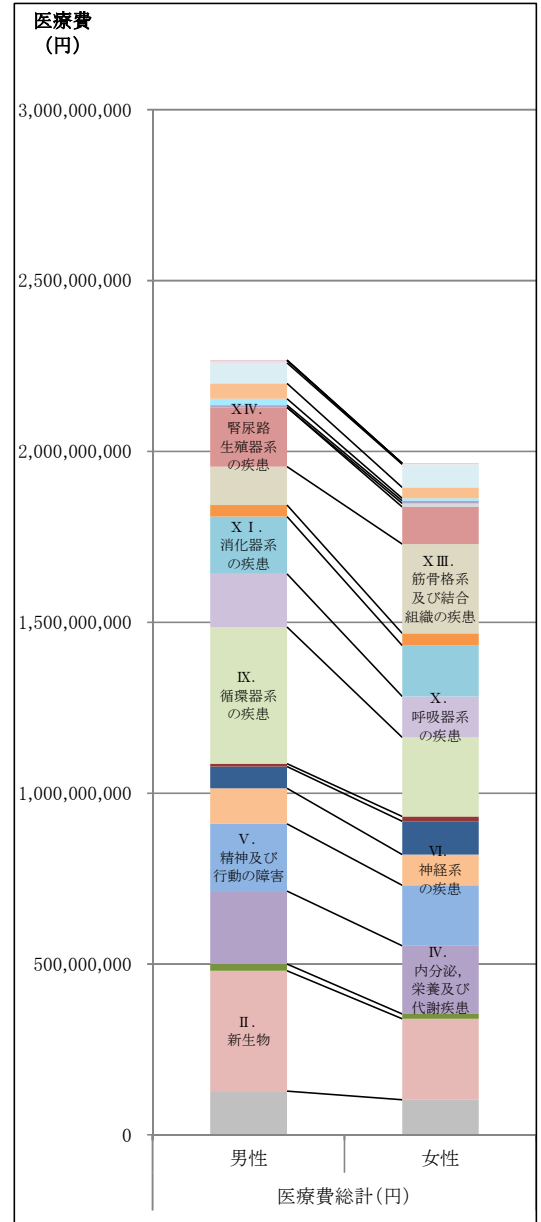 医療費
(円)
3,000,000,000
2,500,000,000
2,000,000,000
1,500,000,000
1,000,000,000
500,000,000
0
ⅩⅣ.
腎尿路
生殖器系
の疾患
ⅩⅠ.
消化器系
の疾患
Ⅸ.
循環器系
の疾患
Ⅴ.
精神及び
行動の障害
Ⅱ.
新生物
ⅩⅢ.
筋骨格系
及び結合
組織の疾患
Ⅹ.
呼吸器系
の疾患
Ⅵ.
神経系
の疾患
Ⅳ.
内分泌,
栄養及び
代謝疾患
男性
女性
医療費総計(円)